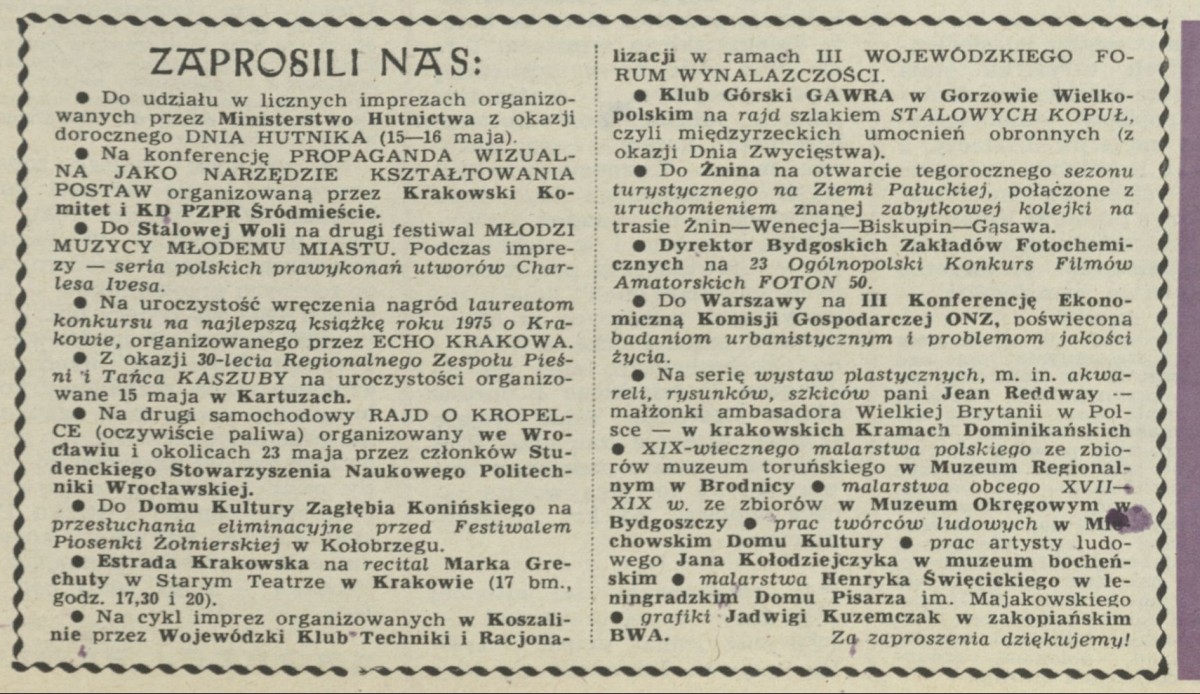 ZAPROSILI NAS:
● Do udziału w licznych imprezach organizo-
wanych przez Ministerstwo Hutnictwa z okazji
dorocznego DNIA HUTNIKA (15—16 maja).
● Na konferencję PROPAGANDA WIZUAL-
NA JAKO NARZĘDZIE KSZTAŁTOWANIA
POSTAW organizowaną przez Krakowski Ko-
mitet i KD PZPR Śródmieście.
● Do Stalowej Woli na drugi festiwal MŁODZI
MUZYCY MŁODEMU MIASTU. Podczas impre-
zy — seria polskich prawykonań utworów Char-
lesa Ivesa.
● Na uroczystość wręczenia nagród laureatom
konkursu na najlepszą książkę roku 1975 o Kra-
kowie, organizowanego przez ECHO KRAKOWA.
● Z okazji 30-lecia Regionalnego Zespołu Pieś-
ni i Tańca KASZUBY na uroczystości organizo-
wane 15 maja w Kartuzach.
● Na drugi samochodowy RAJD O KROPEL-
CE (oczywiście paliwa) organizowany we Wro-
cławiu i okolicach 23 maja przez członków Stu-
denckiego Stowarzyszenia Naukowego Politech-
niki Wrocławskiej.
● Do Domu Kultury Zagłębia Konińskiego na
przesłuchania eliminacyjne przed Festiwalem
Piosenki Żołnierskiej w Kołobrzegu.
● Estrada Krakowska na recital Marka Gre-
chuty w Starym Teatrze w Krakowie (17 bm.,
godz. 17,30 i 20).
● Na cykl imprez organizowanych w Koszali-
nie przez Wojewódzki Klub Techniki i Racjona-
lizacji w ramach III WOJEWÓDZKIEGO FO-
RUM WYNALAZCZOŚCI.
● Klub Górski GAWRA w Gorzowie Wielko-
polskim na rajd szlakiem STALOWYCH KOPUŁ,
czyli międzyrzeckich umocnień obronnych (z
okazji Dnia Zwycięstwa).
● Do Żnina na otwarcie tegorocznego sezonu
turystycznego na Ziemi Pałuckiej, połączone z
uruchomieniem znanej zabytkowej kolejki na
trasie Żnin—Wenecja—Biskupin—Gąsawa.
● Dyrektor Bydgoskich Zakładów Fotochemi-
cznych na 23 Ogólnopolski Konkurs Filmów
Amatorskich FOTON 50.
● Do Warszawy na III Konferencję Ekono-
miczną Komisji Gospodarczej ONZ, poświęconą
badaniom urbanistycznym i problemom jakości
życia.
● Na serię wystaw plastycznych, m. in. akwa-
reli, rysunków, szkiców pani Jean Reddway —
małżonki ambasadora Wielkiej Brytanii w Pol-
sce — w krakowskich Kramach Dominikańskich
● XIX-wiecznego malarstwa polskiego ze zbio-
rów muzeum toruńskiego w Muzeum Regional-
nym w Brodnicy ● malarstwa obcego XVII—
XIX w. ze zbiorów w Muzeum Okręgowym w
Bydgoszczy ● prac twórców ludowych w Mie-
chowskim Domu Kultury ● prac artysty ludo-
wego Jana Kołodziejczyka w muzeum bocheń-
skim ● malarstwa Henryka Święcickiego w le-
ningradzkim Domu Pisarza im. Majakowskiego
● grafiki Jadwigi Kuzemczak w zakopiańskim
BWA. Za zaproszenia dziękujemy!